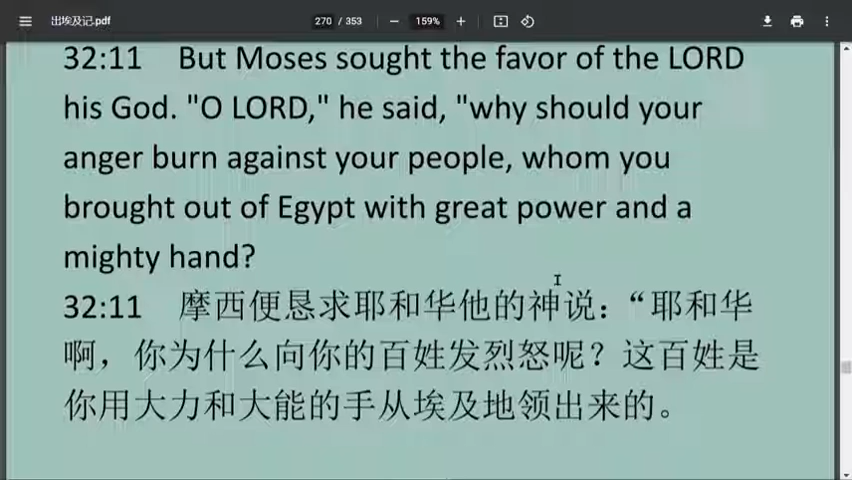 出埃及记.pdf
270 / 353
159%
32:11 But Moses sought the favor of the LORD
his God. "O LORD," he said, "why should your
anger burn against your people, whom you
brought out of Egypt with great power and a
mighty hand?
32:11 摩西便恳求耶和华他的神说：“耶和华
啊，你为什么向你的百姓发烈怒呢？这百姓是
你用大力和大能的手从埃及地领出来的。